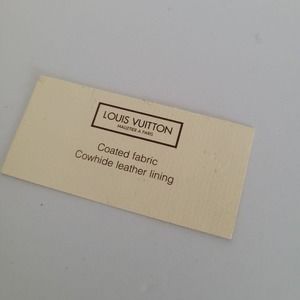 LOUIS VUITTON
MALLETIER A PARIS
Coated fabric
Cowhide leather lining